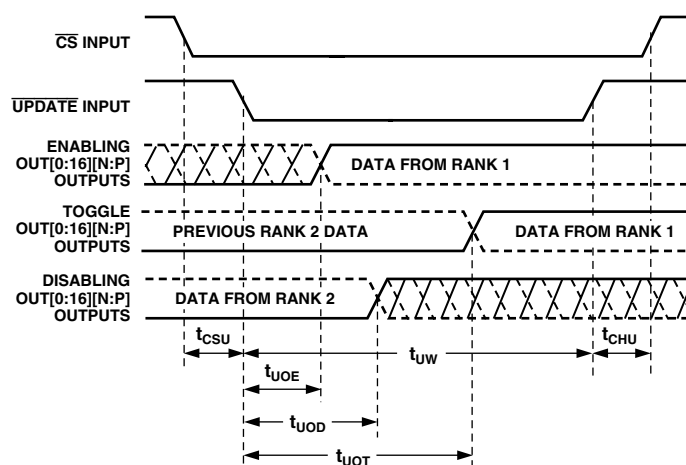 CS INPUT
UPDATE INPUT
ENABLING
OUT[0:16][N:P]
OUTPUTS
DATA FROM RANK 1
TOGGLE
OUT[0:16][N:P]
OUTPUTS
PREVIOUS RANK 2 DATA
DATA FROM RANK 1
DISABLING
OUT[0:16][N:P]
OUTPUTS
DATA FROM RANK 2
tCSU
tUW
tCHU
tUOE
tUOD
tUOT